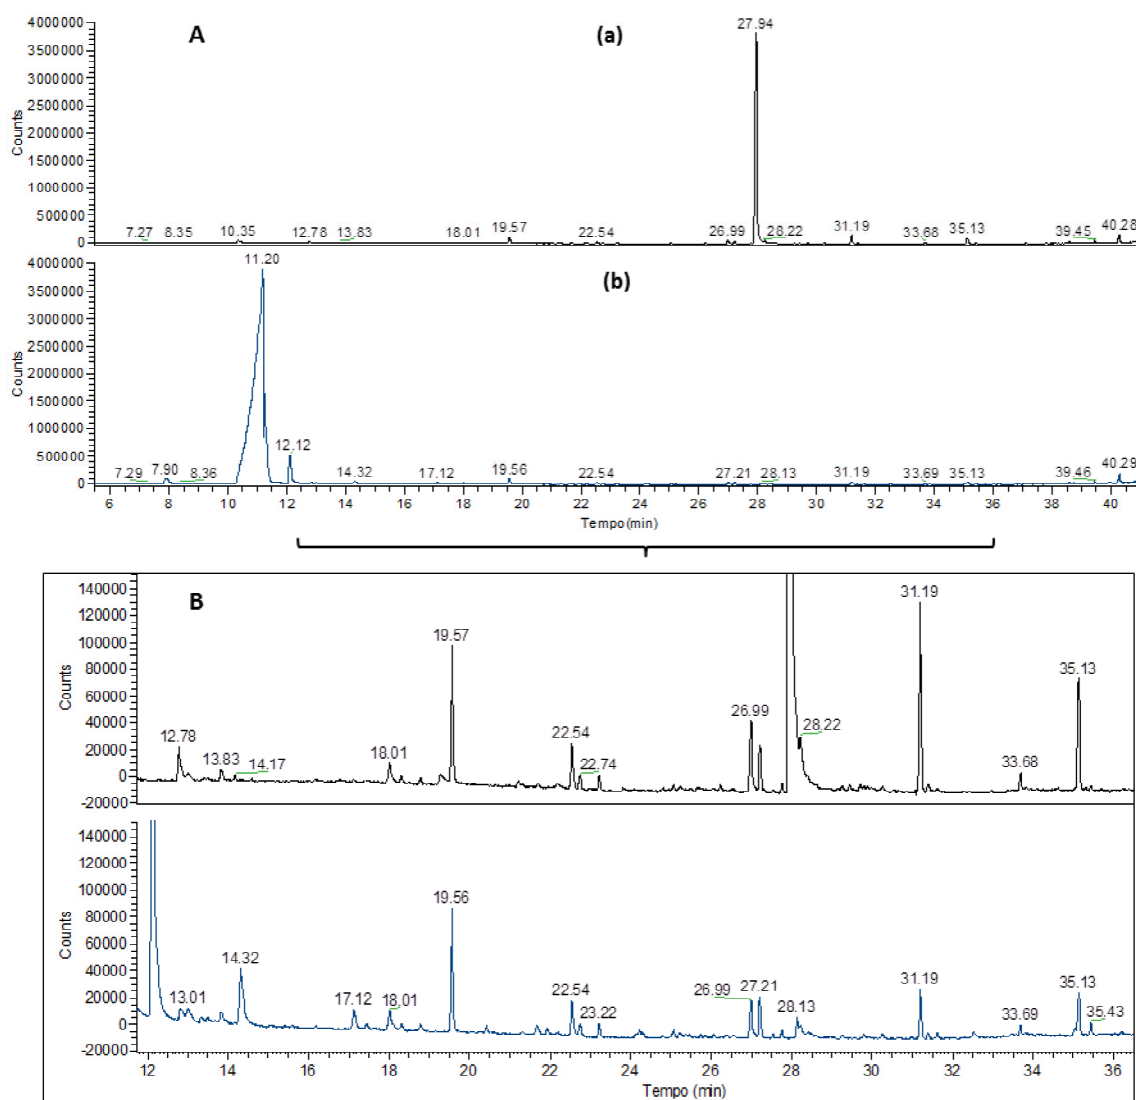 A
(a)
Counts
4000000
3500000
3000000
2500000
2000000
1500000
1000000
500000
0
27.94
7.27 8.35 10.35 12.78 13.83 18.01 19.57 22.54 26.99 28.22 31.19 33.68 35.13 39.45 40.28
(b)
Counts
4000000
3500000
3000000
2500000
2000000
1500000
1000000
500000
0
11.20
12.12
7.29 7.90 8.36 14.32 17.12 19.56 22.54 27.21 28.13 31.19 33.69 35.13 39.46 40.29
6 8 10 12 14 16 18 20 22 24 26 28 30 32 34 36 38 40
Tempo(min)
B
Counts
140000
120000
100000
80000
60000
40000
20000
0
-20000
12.78 13.83 14.17 18.01 19.57 22.54 22.74 26.99 28.22 31.19 33.68 35.13
Counts
140000
120000
100000
80000
60000
40000
20000
0
-20000
13.01 14.32 17.12 18.01 19.56 22.54 23.22 26.99 27.21 28.13 31.19 33.69 35.13 35.43
12 14 16 18 20 22 24 26 28 30 32 34 36
Tempo (min)